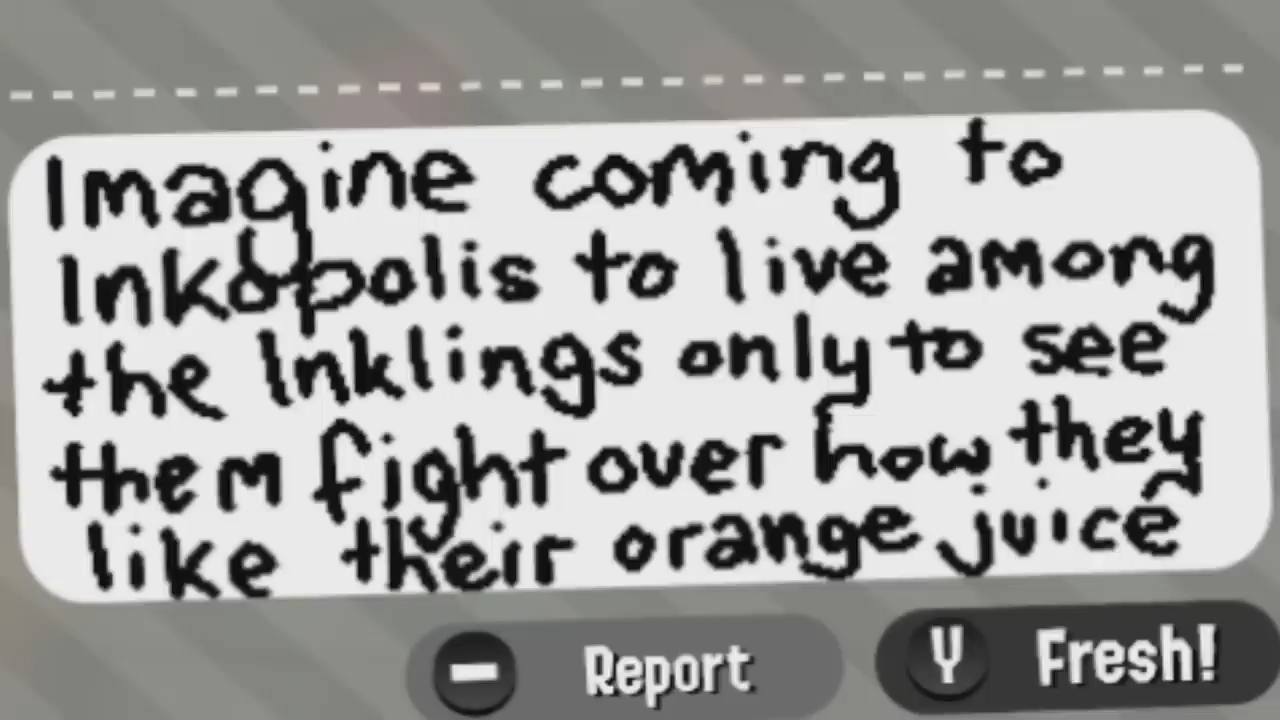 Imagine coming to
Inkopolis to live among
the Inklings only to see
them fight over how they
like their orange juice
Report
Y Fresh!